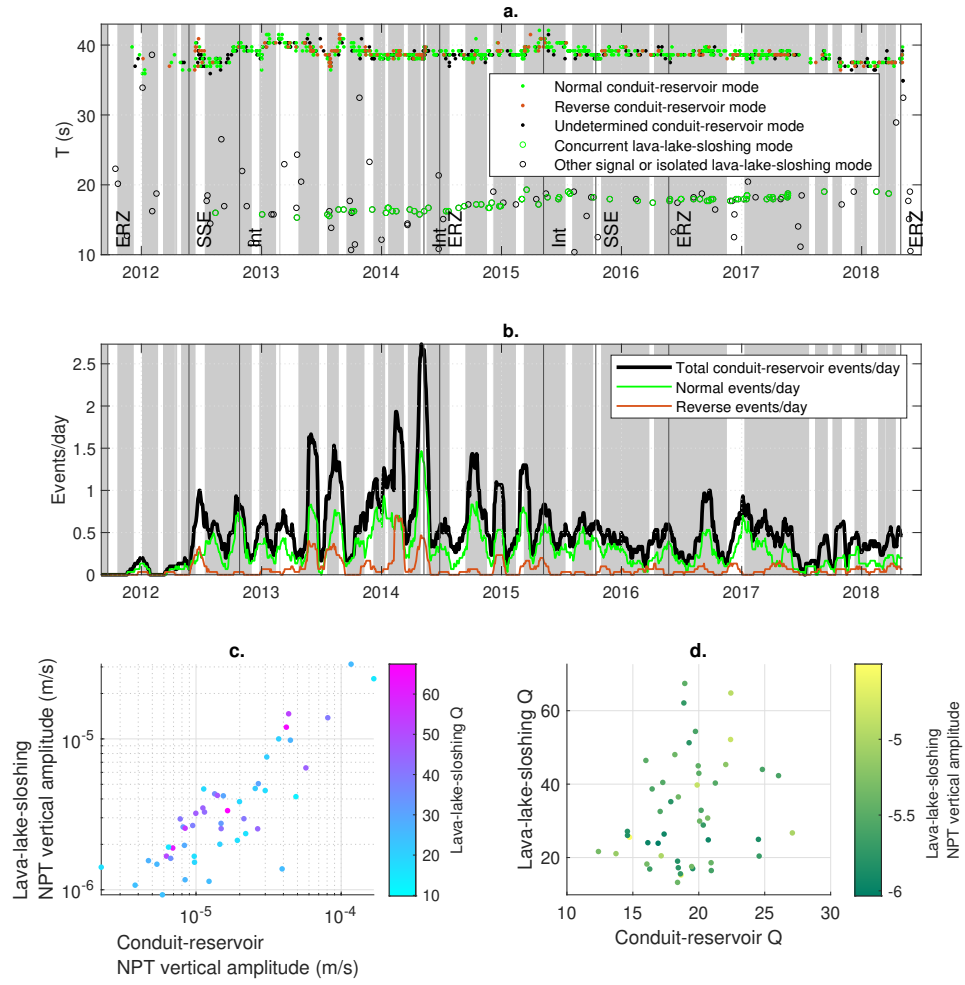 a.
40
30
20
10
T (s)
Normal conduit-reservoir mode
Reverse conduit-reservoir mode
Undetermined conduit-reservoir mode
Concurrent lava-lake-sloshing mode
Other signal or isolated lava-lake-sloshing mode
ERZ
SSE
Int
Int
ERZ
Int
SSE
ERZ
ERZ
2012
2013
2014
2015
2016
2017
2018
b.
2.5
2
1.5
1
0.5
0
Events/day
Total conduit-reservoir events/day
Normal events/day
Reverse events/day
2012
2013
2014
2015
2016
2017
2018
c.
Lava-lake-sloshing
NPT vertical amplitude (m/s)
10⁻⁵
10⁻⁶
10⁻⁵
10⁻⁴
Conduit-reservoir
NPT vertical amplitude (m/s)
60
50
40
30
20
10
Lava-lake-sloshing Q
d.
Lava-lake-sloshing Q
60
40
20
10
15
20
25
30
Conduit-reservoir Q
-5
-5.5
-6
Lava-lake-sloshing
NPT vertical amplitude